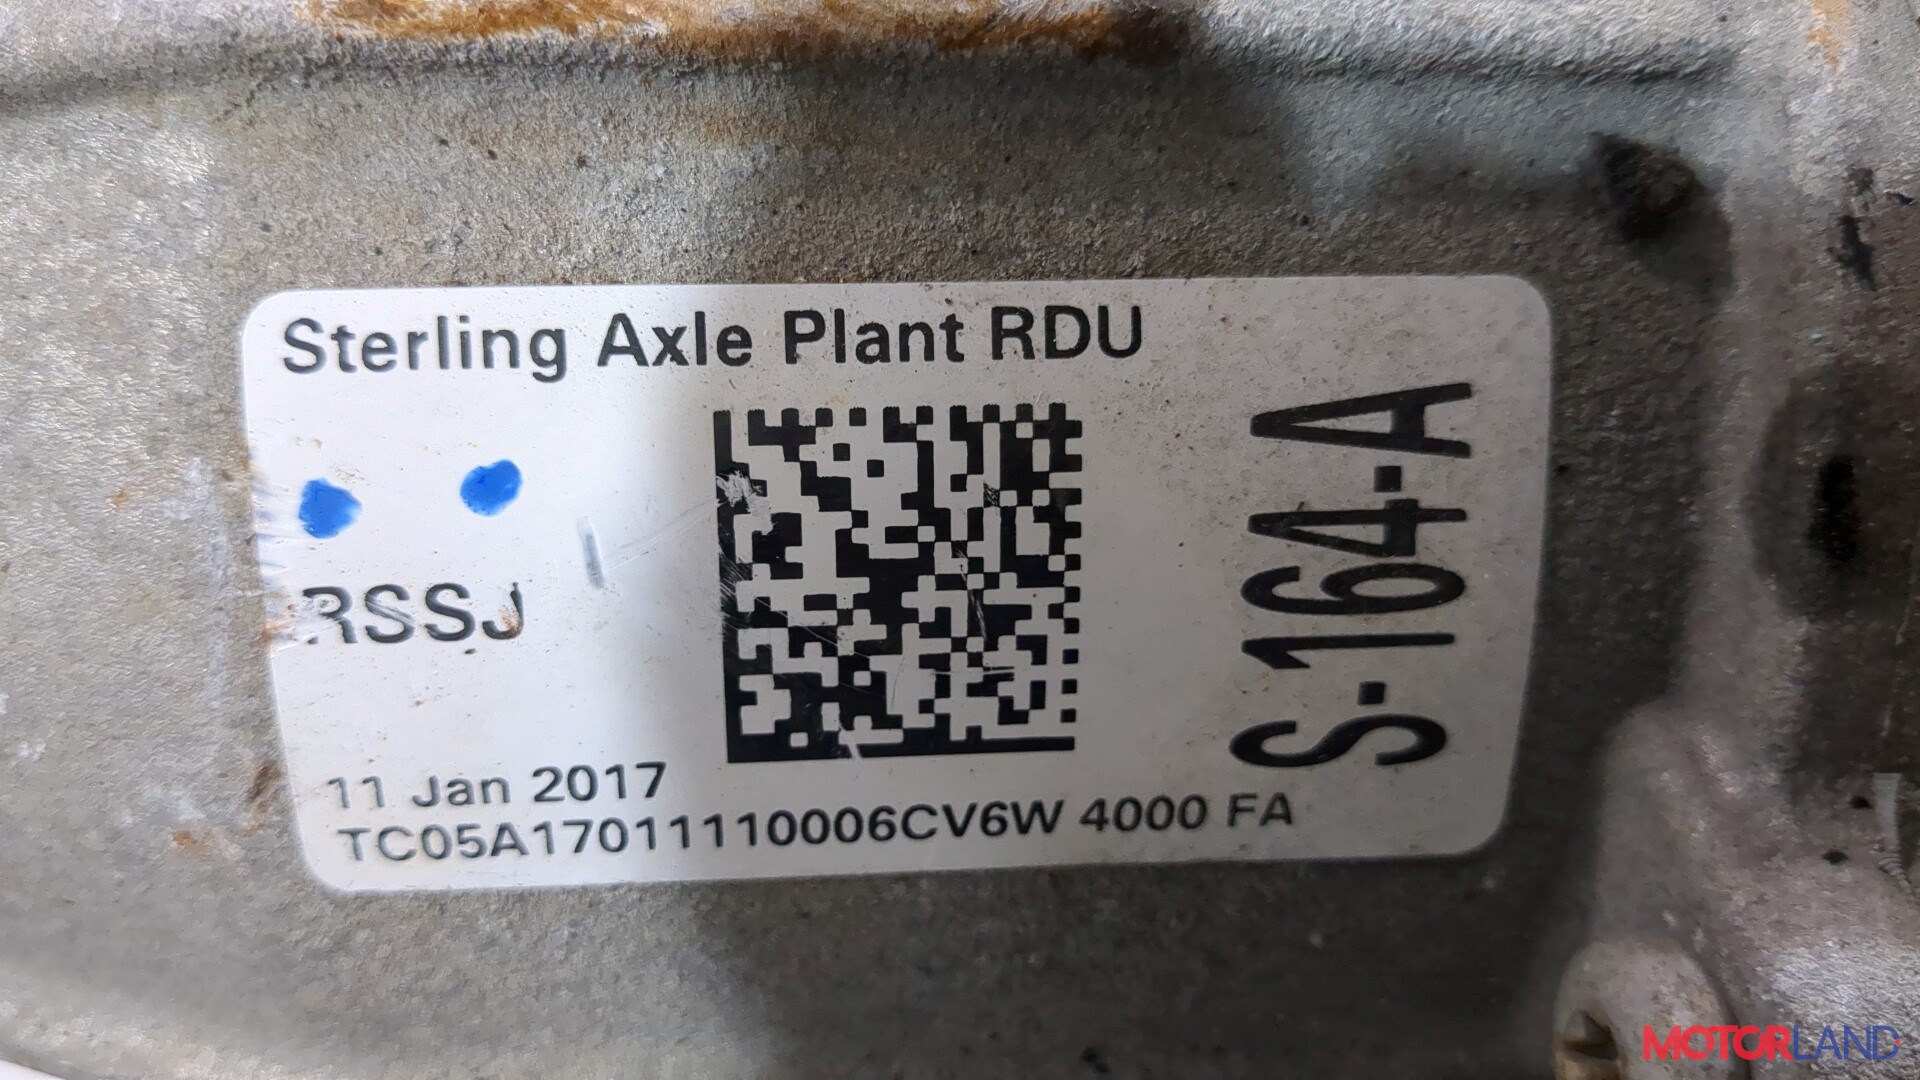 Sterling Axle Plant RDU
S-164-A
RSSJ
11 Jan 2017
TC05A17011110006CV6W 4000 FA
MOTORLAND